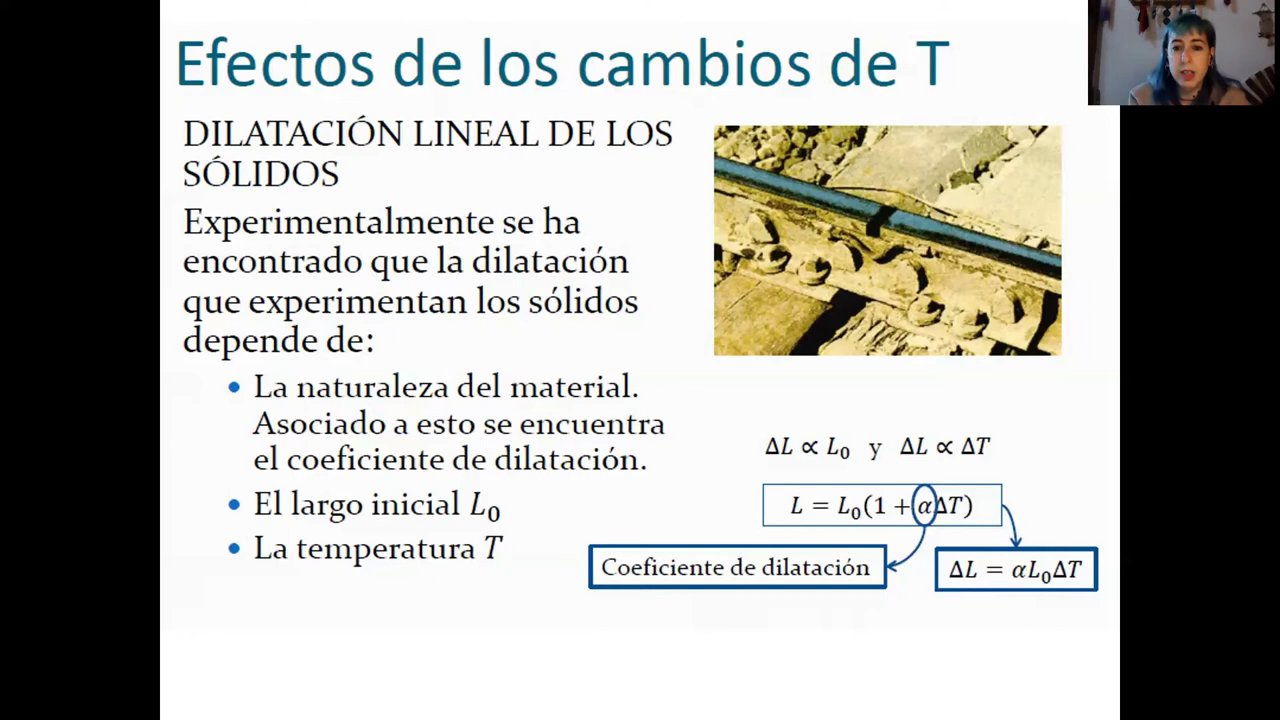 Efectos de los cambios de T
DILATACIÓN LINEAL DE LOS
SÓLIDOS
Experimentalmente se ha
encontrado que la dilatación
que experimentan los sólidos
depende de:
• La naturaleza del material.
Asociado a esto se encuentra
el coeficiente de dilatación.
• El largo inicial L₀
• La temperatura T
ΔL ∝ L₀ y ΔL ∝ ΔT
L = L₀(1 + αΔT)
Coeficiente de dilatación
ΔL = αL₀ΔT